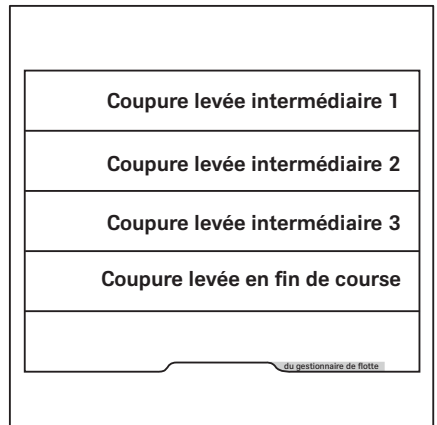 Coupure levée intermédiaire 1
Coupure levée intermédiaire 2
Coupure levée intermédiaire 3
Coupure levée en fin de course
du gestionnaire de flotte